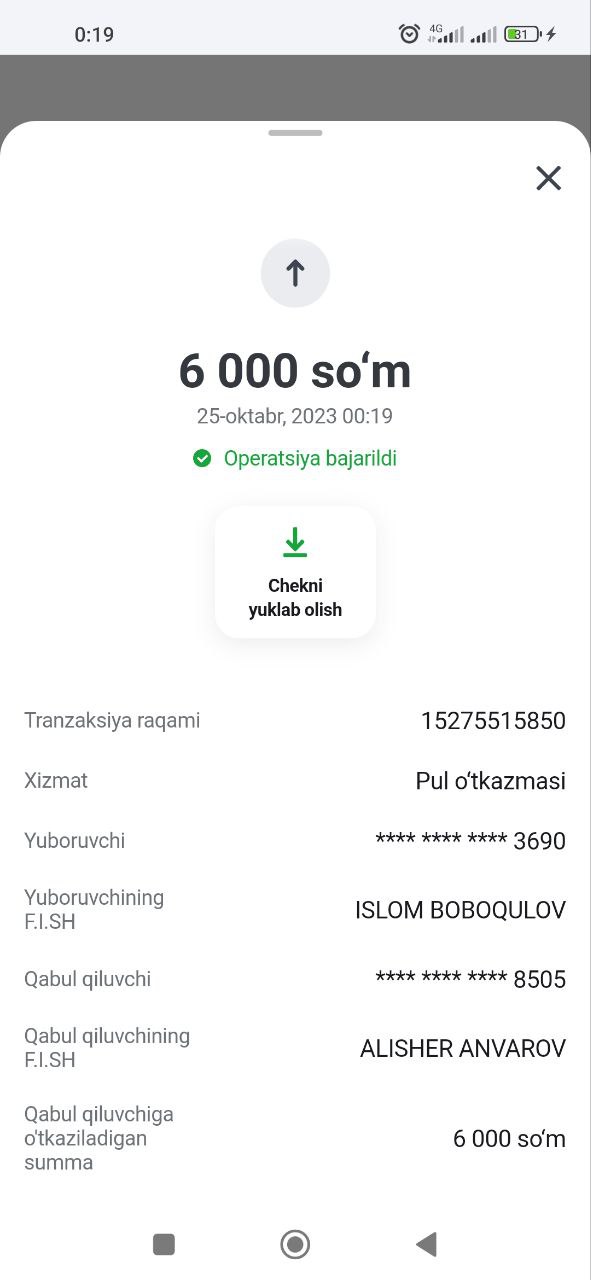 0:19
4G
31
6 000 so‘m
25-oktabr, 2023 00:19
Operatsiya bajarildi
Chekni
yuklab olish
Tranzaksiya raqami 15275515850
Xizmat Pul o‘tkazmasi
Yuboruvchi **** **** **** 3690
Yuboruvchining
F.I.SH
ISLOM BOBOQULOV
Qabul qiluvchi **** **** **** 8505
Qabul qiluvchining
F.I.SH
ALISHER ANVAROV
Qabul qiluvchiga
o'tkaziladigan
summa
6 000 so‘m